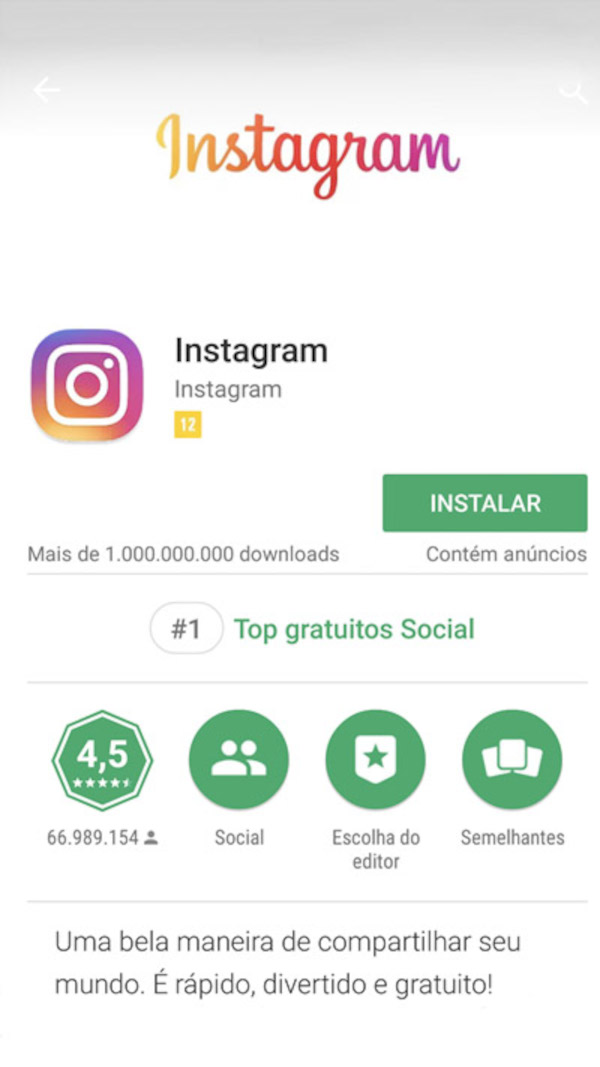 Instagram
Instagram
Instagram
12
INSTALAR
Mais de 1.000.000.000 downloads
Contém anúncios
#1 Top gratuitos Social
4,5
66.989.154
Social
Escolha do
editor
Semelhantes
Uma bela maneira de compartilhar seu
mundo. É rápido, divertido e gratuito!